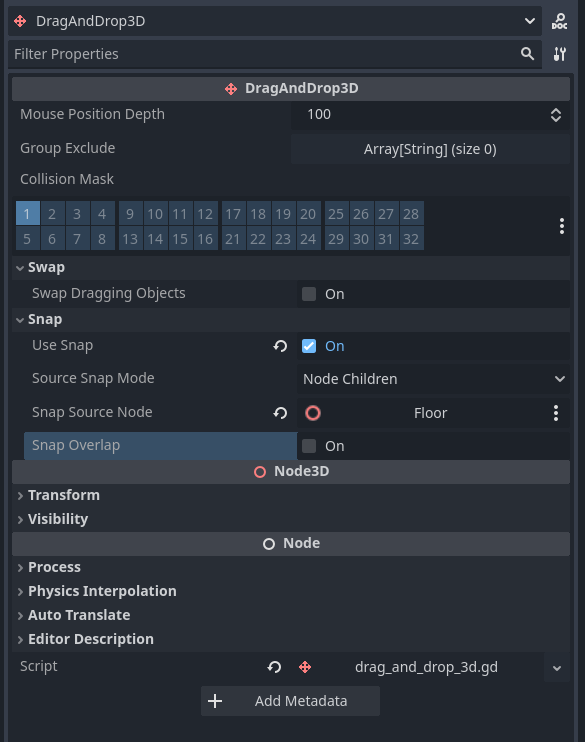 DragAndDrop3D
DOC
Filter Properties
DragAndDrop3D
Mouse Position Depth 100
Group Exclude Array[String] (size 0)
Collision Mask
1 2 3 4 9 10 11 12 17 18 19 20 25 26 27 28
5 6 7 8 13 14 15 16 21 22 23 24 29 30 31 32
Swap
Swap Dragging Objects On
Snap
Use Snap On
Source Snap Mode Node Children
Snap Source Node Floor
Snap Overlap On
Node3D
Transform
Visibility
Node
Process
Physics Interpolation
Auto Translate
Editor Description
Script drag_and_drop_3d.gd
Add Metadata